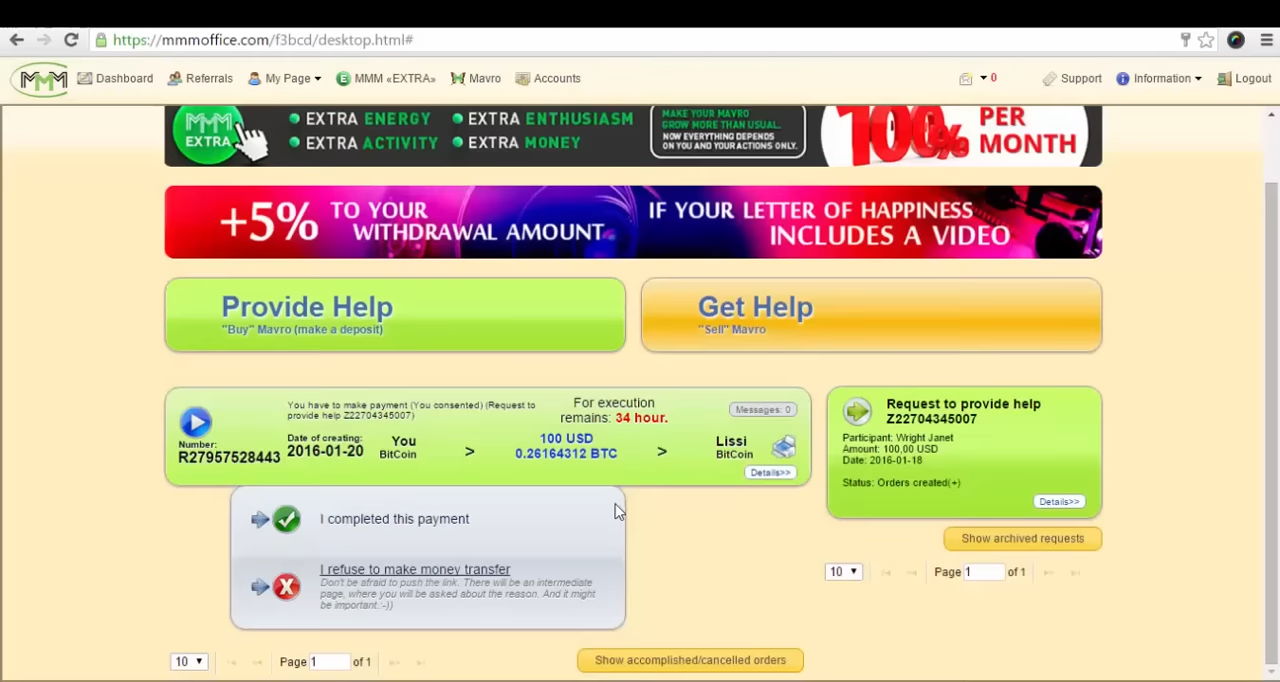 https://mmmoffice.com/f3bcd/desktop.html#
MMM Dashboard Referrals My Page MMM «EXTRA» Mavro Accounts 0 Support Information Logout
MMM EXTRA
EXTRA ENERGY EXTRA ENTHUSIASM
EXTRA ACTIVITY EXTRA MONEY
MAKE YOUR MAVRO
GROW MORE THAN USUAL.
NOW EVERYTHING DEPENDS
ON YOU AND YOUR ACTIONS ONLY.
100% PER
MONTH
+5% TO YOUR
WITHDRAWAL AMOUNT
IF YOUR LETTER OF HAPPINESS
INCLUDES A VIDEO
Provide Help
"Buy" Mavro (make a deposit)
Get Help
"Sell" Mavro
You have to make payment (You consented) (Request to
provide help Z22704345007)
For execution
remains: 34 hour.
Messages: 0
Number:
R27957528443
Date of creating:
2016-01-20
You
BitCoin
>
100 USD
0.26164312 BTC
>
Lissi
BitCoin
Details>>
I completed this payment
I refuse to make money transfer
Don't be afraid to push the link. There will be an intermediate
page, where you will be asked about the reason. And it might
be important :-))
10 Page 1 of 1
Show accomplished/cancelled orders
Request to provide help
Z22704345007
Participant: Wright Janet
Amount: 100,00 USD
Date: 2016-01-18
Status: Orders created(+)
Details>>
Show archived requests
10 Page 1 of 1